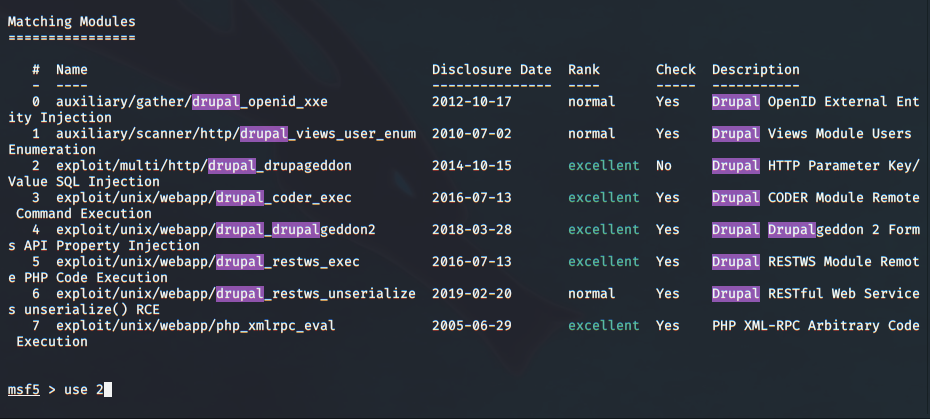 Matching Modules
================
#  Name                                       Disclosure Date  Rank       Check  Description
-  ----                                       ---------------  ----       -----  -----------
0  auxiliary/gather/drupal_openid_xxe         2012-10-17       normal     Yes    Drupal OpenID External Ent
ity Injection
1  auxiliary/scanner/http/drupal_views_user_enum  2010-07-02       normal     Yes    Drupal Views Module Users
Enumeration
2  exploit/multi/http/drupal_drupageddon      2014-10-15       excellent  No     Drupal HTTP Parameter Key/
Value SQL Injection
3  exploit/unix/webapp/drupal_coder_exec      2016-07-13       excellent  Yes    Drupal CODER Module Remote
Command Execution
4  exploit/unix/webapp/drupal_drupalgeddon2   2018-03-28       excellent  Yes    Drupal Drupalgeddon 2 Form
s API Property Injection
5  exploit/unix/webapp/drupal_restws_exec     2016-07-13       excellent  Yes    Drupal RESTWS Module Remot
e PHP Code Execution
6  exploit/unix/webapp/drupal_restws_unserialize  2019-02-20       normal     Yes    Drupal RESTful Web Service
s unserialize() RCE
7  exploit/unix/webapp/php_xmlrpc_eval        2005-06-29       excellent  Yes    PHP XML-RPC Arbitrary Code
Execution
msf5 > use 2